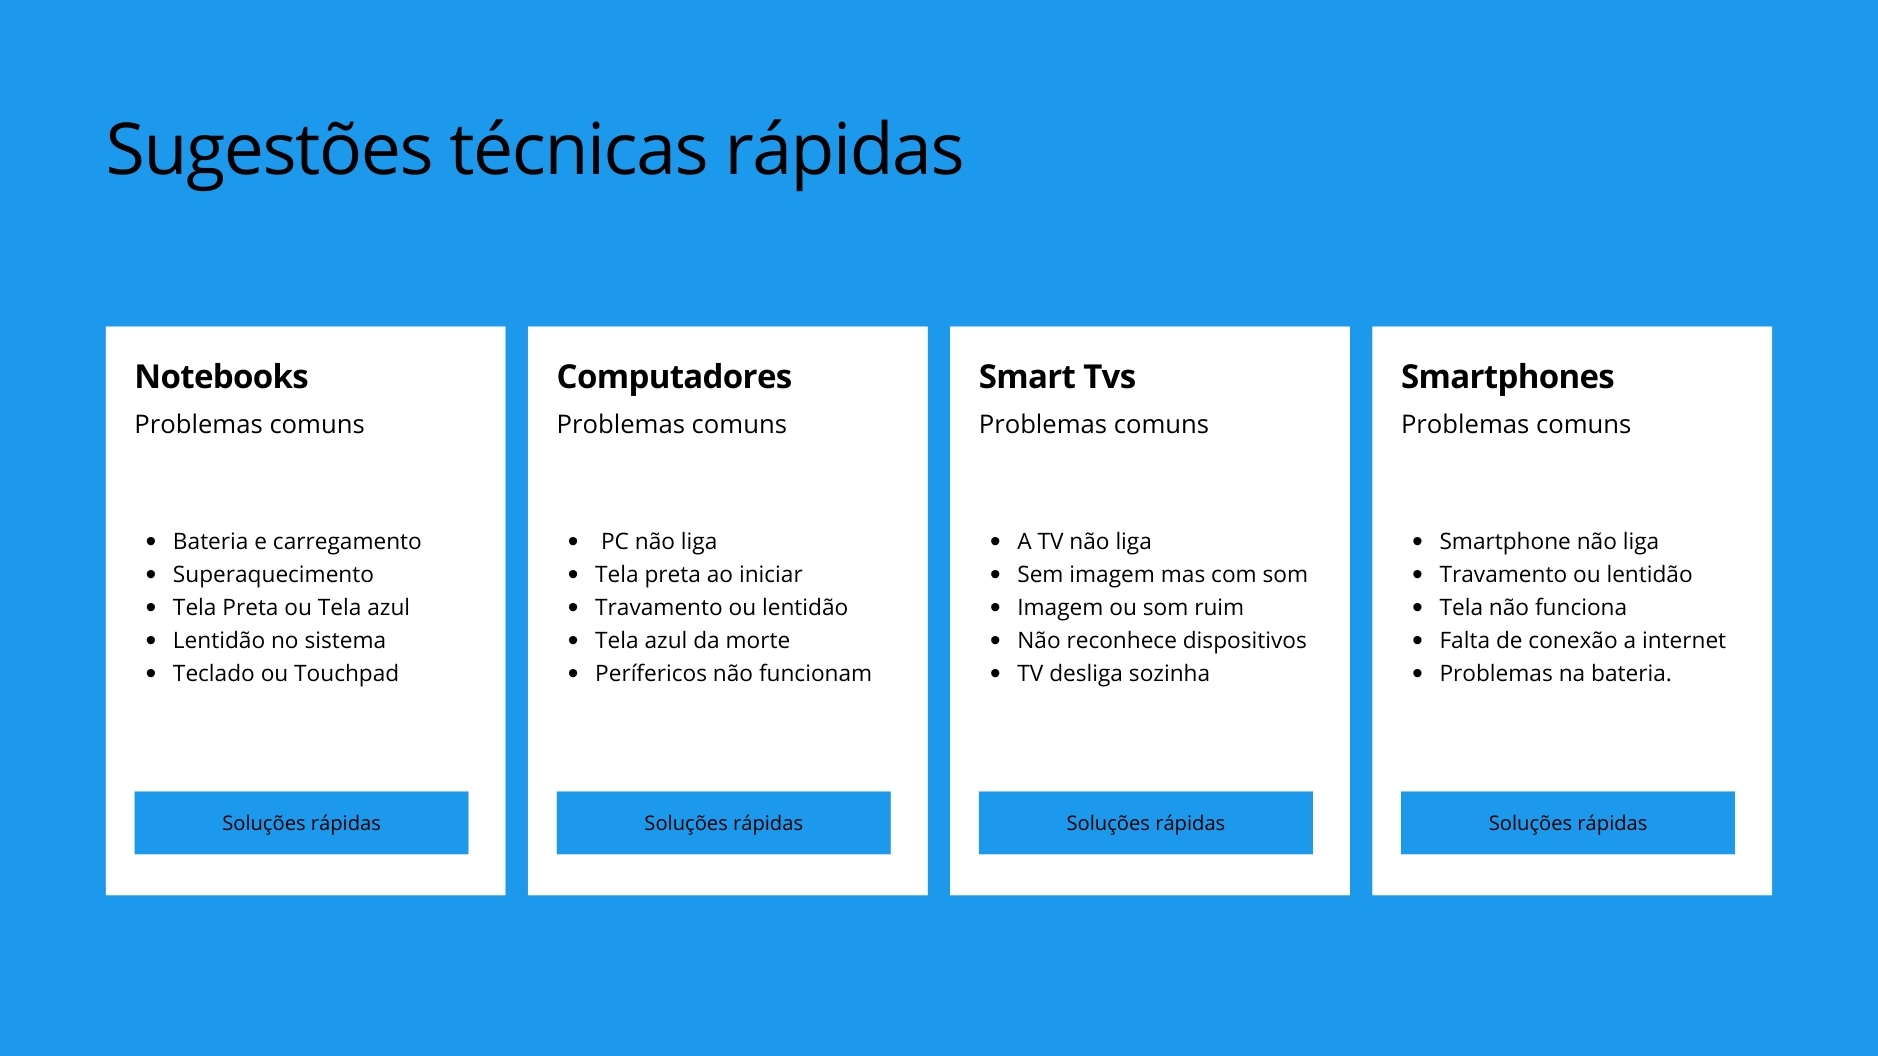 Sugestões técnicas rápidas
Notebooks
Problemas comuns
• Bateria e carregamento
• Superaquecimento
• Tela Preta ou Tela azul
• Lentidão no sistema
• Teclado ou Touchpad
Soluções rápidas
Computadores
Problemas comuns
• PC não liga
• Tela preta ao iniciar
• Travamento ou lentidão
• Tela azul da morte
• Perífericos não funcionam
Soluções rápidas
Smart Tvs
Problemas comuns
• A TV não liga
• Sem imagem mas com som
• Imagem ou som ruim
• Não reconhece dispositivos
• TV desliga sozinha
Soluções rápidas
Smartphones
Problemas comuns
• Smartphone não liga
• Travamento ou lentidão
• Tela não funciona
• Falta de conexão a internet
• Problemas na bateria.
Soluções rápidas